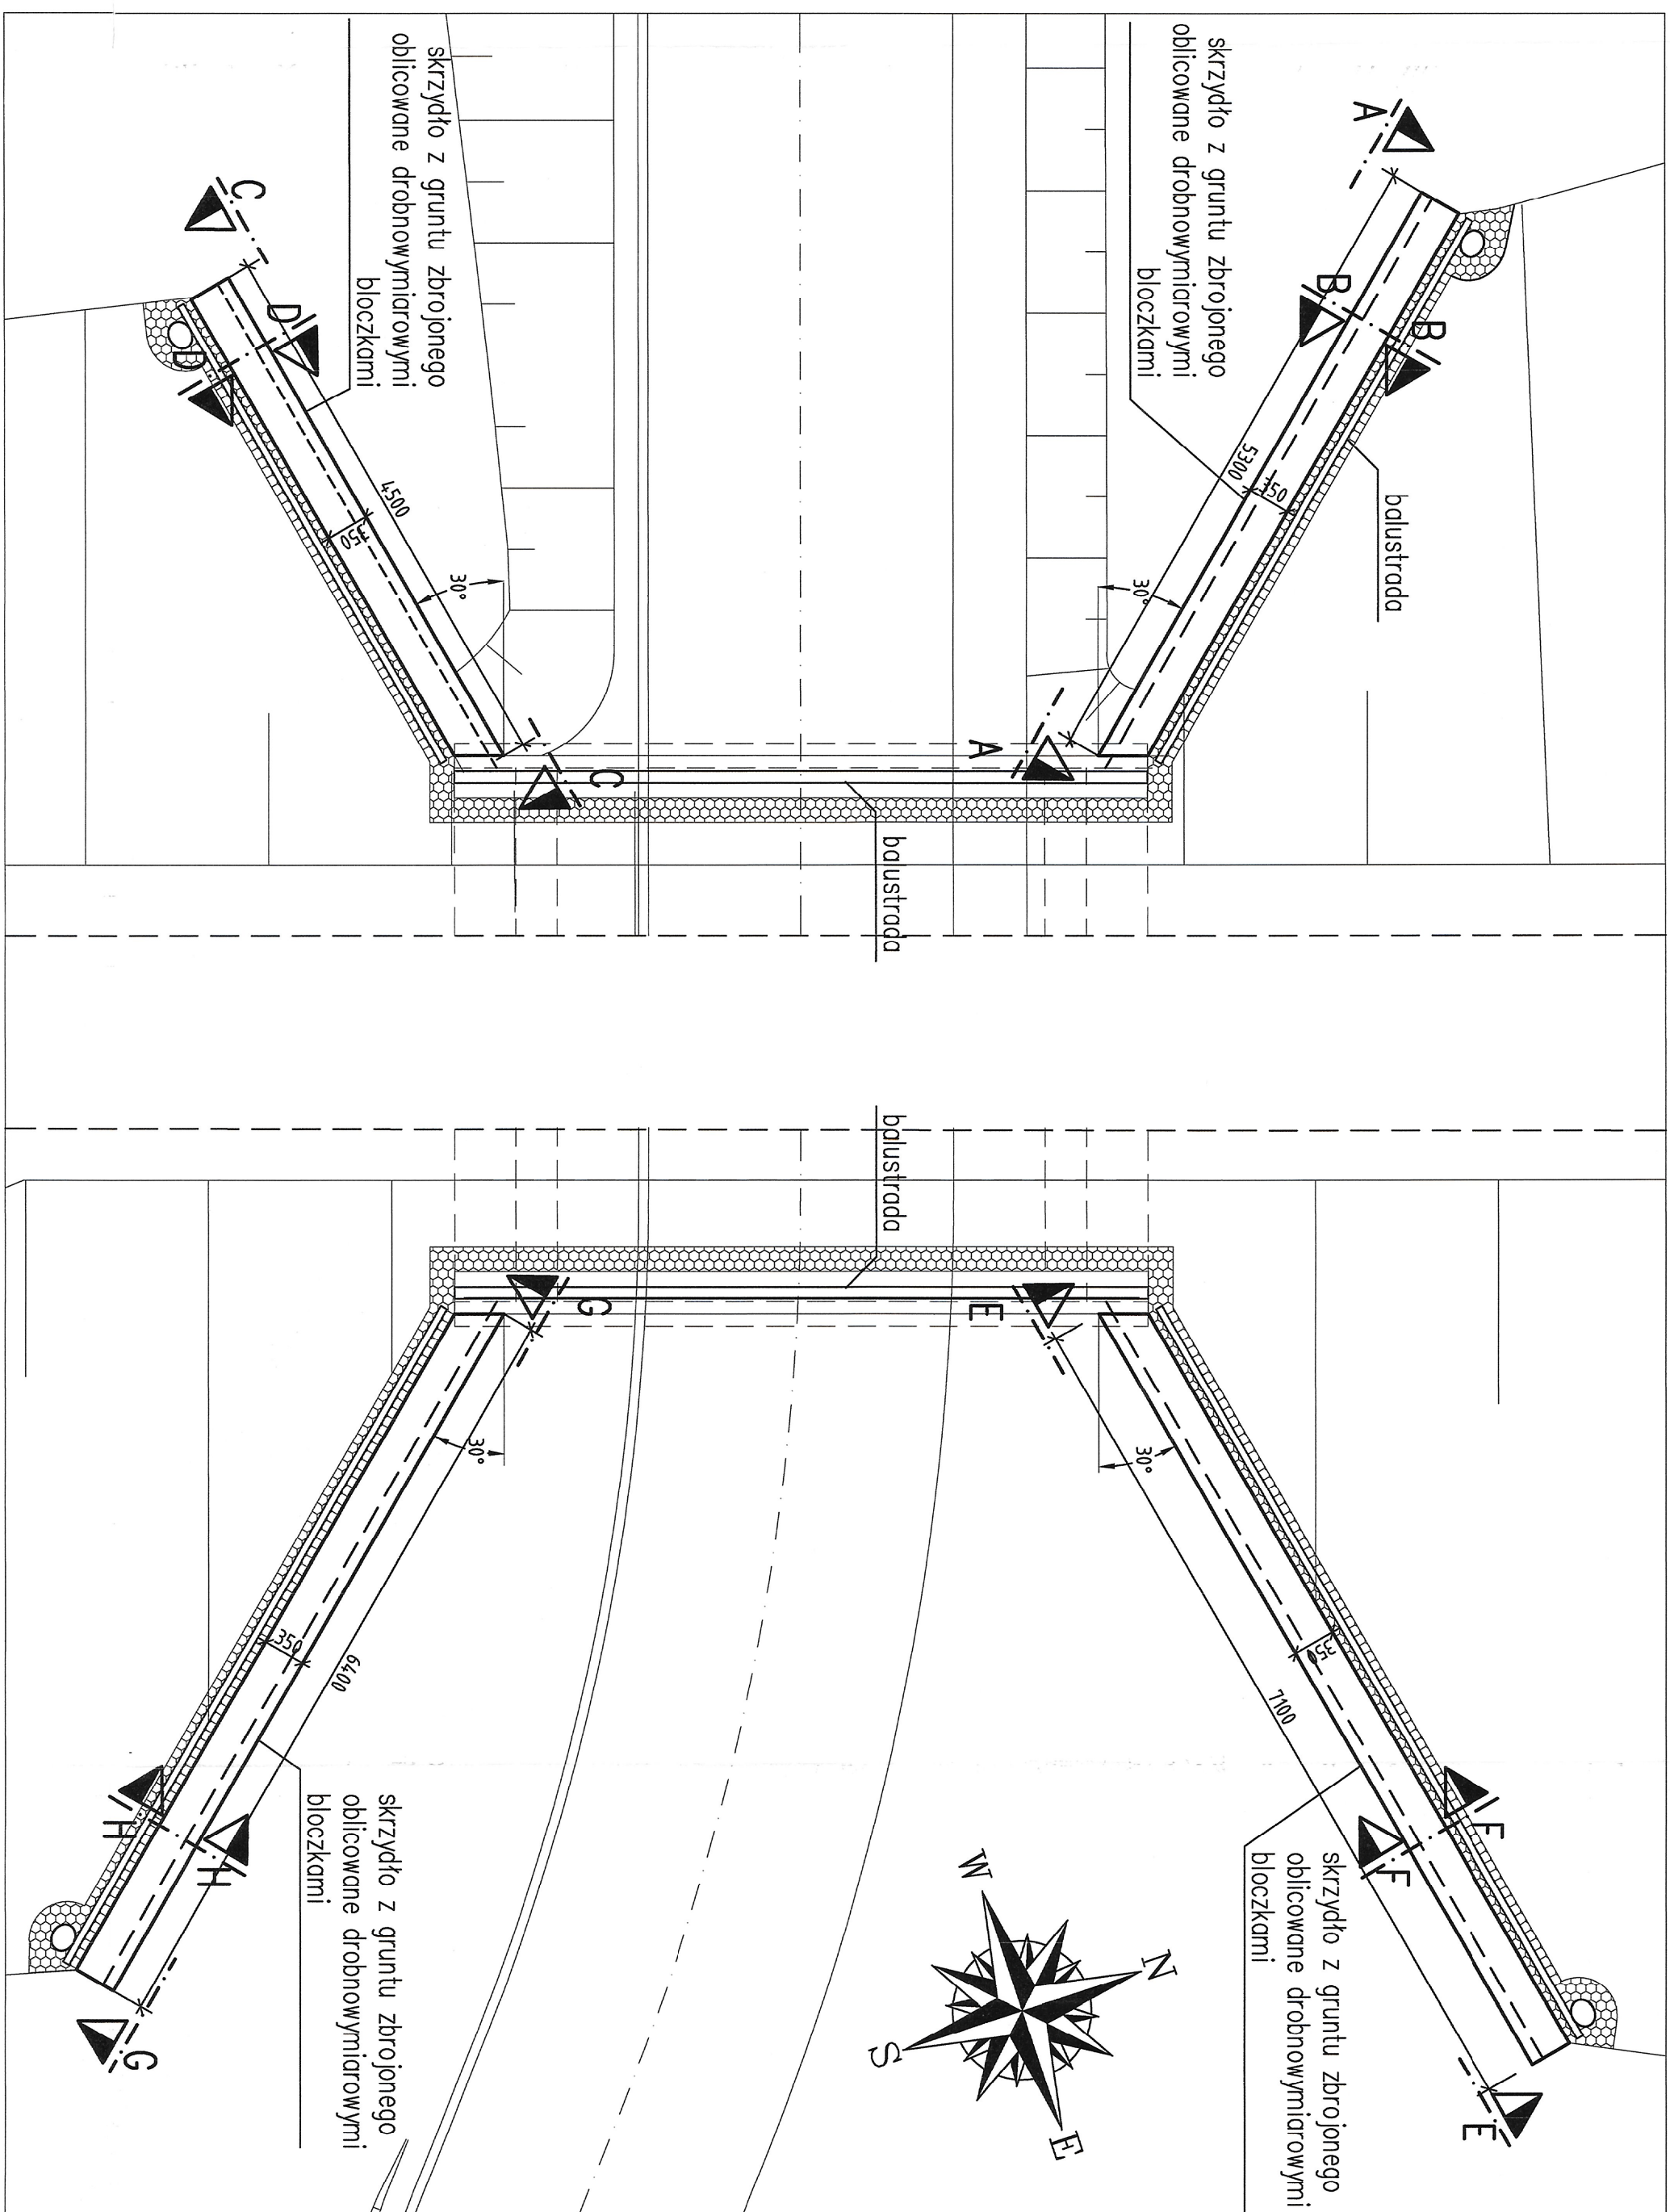 skrzydło z gruntu zbrojonego
oblicowane drobnowymiarowymi
bloczkami
C
D
D
4500
350
30°
C
skrzydło z gruntu zbrojonego
oblicowane drobnowymiarowymi
bloczkami
A
B
B
5300
350
30°
A
balustrada
balustrada
balustrada
G
30°
350
6400
H
H
G
skrzydło z gruntu zbrojonego
oblicowane drobnowymiarowymi
bloczkami
E
30°
350
7100
F
F
E
skrzydło z gruntu zbrojonego
oblicowane drobnowymiarowymi
bloczkami
W
N
S
E